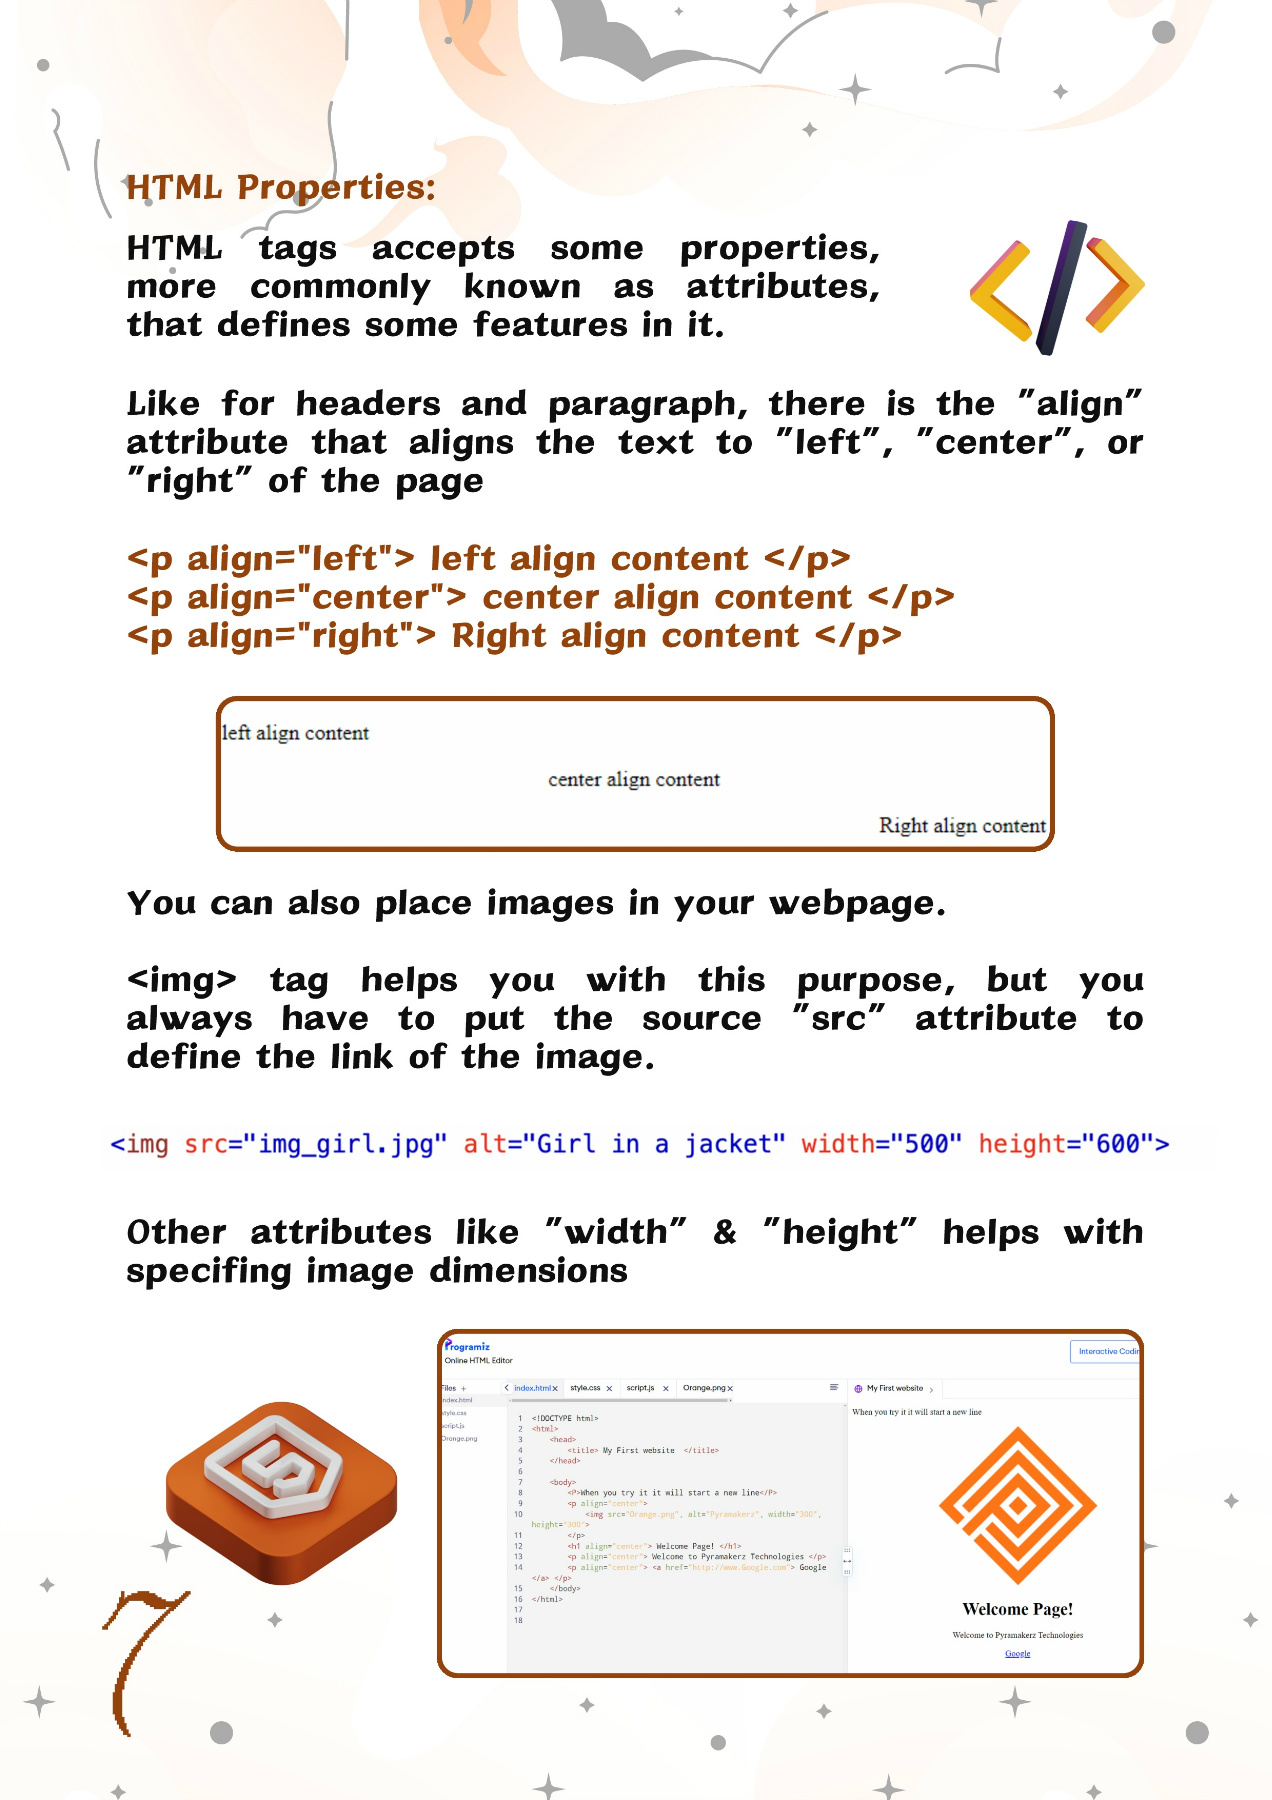 HTML Properties:
HTML tags accepts some properties,
more commonly known as attributes,
that defines some features in it.
Like for headers and paragraph, there is the "align"
attribute that aligns the text to "left", "center", or
"right" of the page
<p align="left"> left align content </p>
<p align="center"> center align content </p>
<p align="right"> Right align content </p>
left align content
center align content
Right align content
You can also place images in your webpage.
<img> tag helps you with this purpose, but you
always have to put the source "src" attribute to
define the link of the image.
<img src="img_girl.jpg" alt="Girl in a jacket" width="500" height="600">
Other attributes like "width" & "height" helps with
specifing image dimensions
Programiz
Online HTML Editor
Interactive Codin
Files +
index.html
style.css
script.js
Orange.png
index.html x style.css x script.js x Orange.png x
1 <!DOCTYPE html>
2 <html>
3 <head>
4 <title> My First website </title>
5 </head>
6
7 <body>
8 <P>When you try it it will start a new line</P>
9 <p align="center">
10 <img src="Orange.png", alt="Pyramakerz", width="300",
height="300">
11 </p>
12 <h1 align="center"> Welcome Page! </h1>
13 <p align="center"> Welcome to Pyramakerz Technologies </p>
14 <p align="center"> <a href="http://www.Google.com"> Google
</a> </p>
15 </body>
16 </html>
17
18
My First website
When you try it it will start a new line
Welcome Page!
Welcome to Pyramakerz Technologies
Google
7